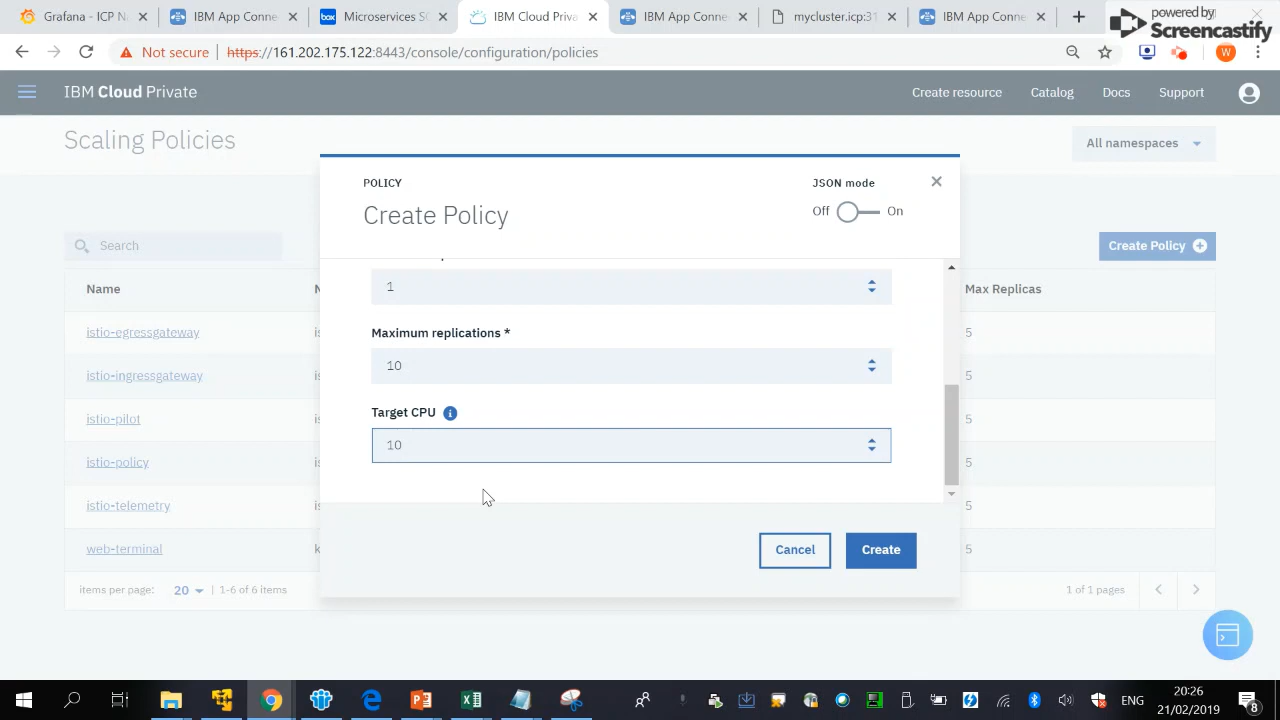 Grafana - ICP N
IBM App Conne
Microservices SC
IBM Cloud Priva
IBM App Conne
mycluster.icp:31
IBM App Conne
powered by
Screencastify
Not secure
https://161.202.175.122:8443/console/configuration/policies
W
IBM Cloud Private
Create resource
Catalog
Docs
Support
Scaling Policies
All namespaces
POLICY
Create Policy
JSON mode
Off
On
Search
Create Policy
Name
Max Replicas
1
istio-egressgateway
5
Maximum replications *
10
istio-ingressgateway
5
Target CPU
istio-pilot
5
10
istio-policy
5
istio-telemetry
5
web-terminal
5
Cancel
Create
items per page:
20
1-6 of 6 items
1 of 1 pages
ENG
20:26
21/02/2019
8